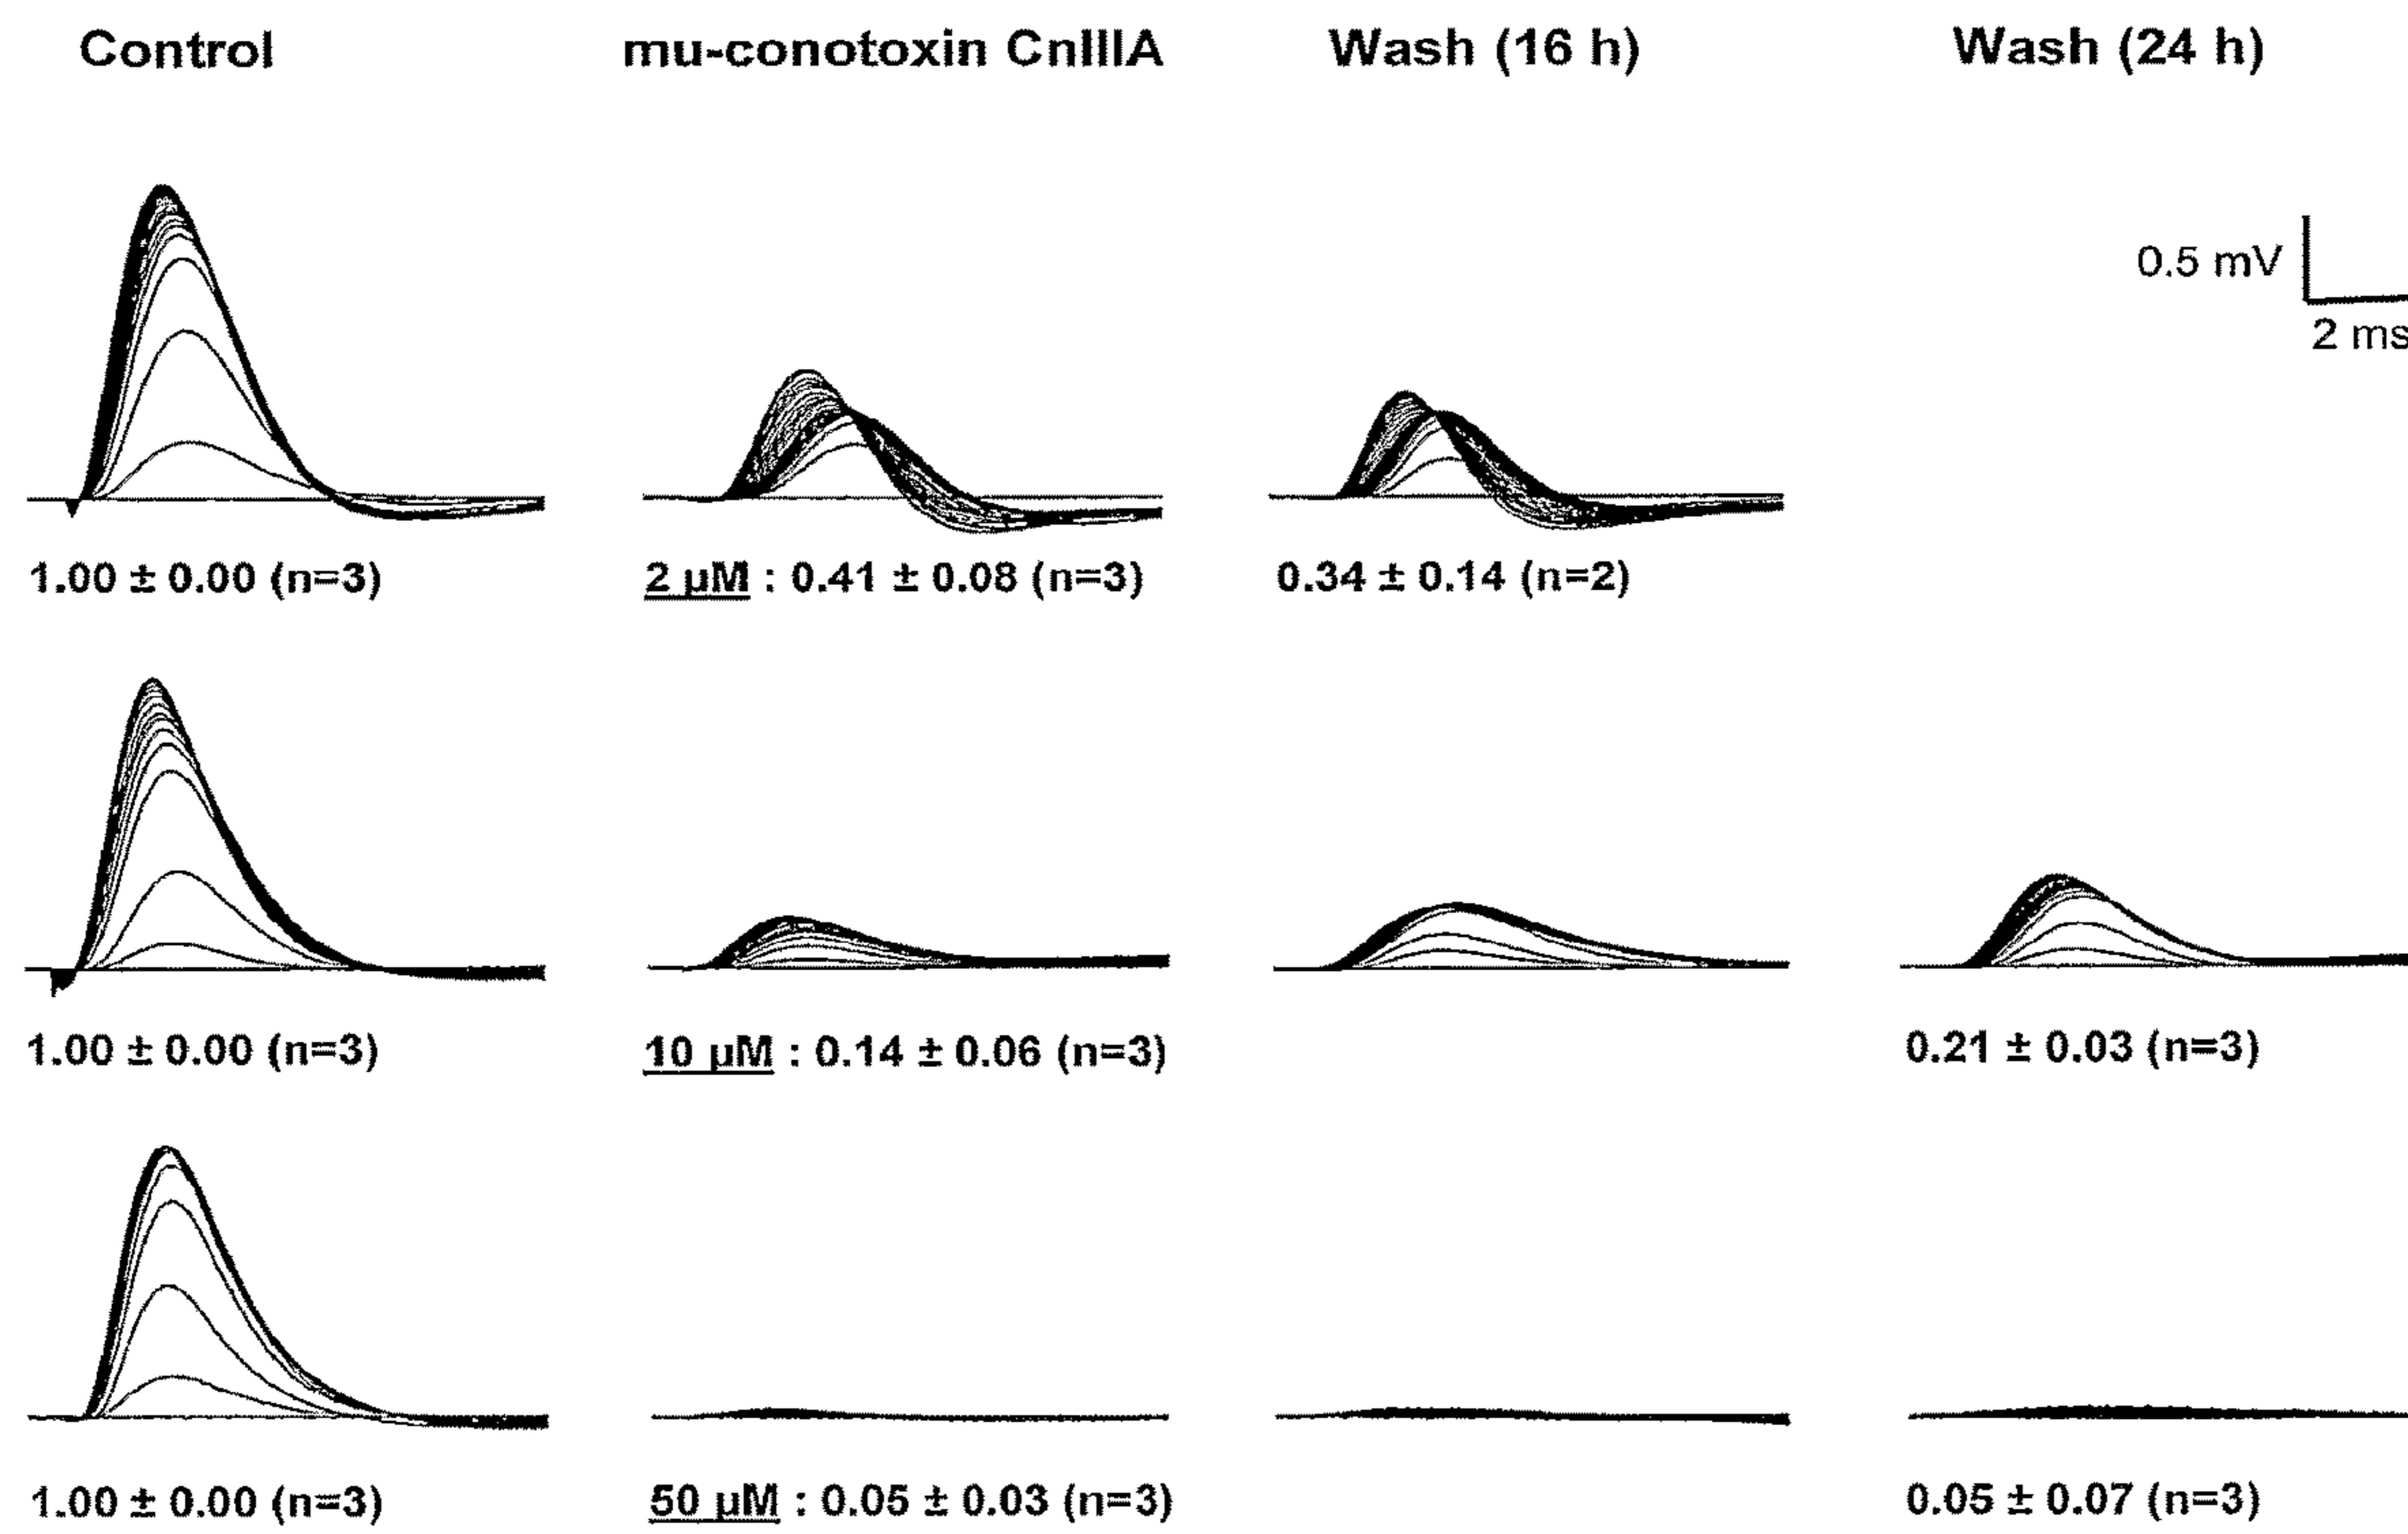 Control mu-conotoxin CnIIIA Wash (16 h) Wash (24 h)
0.5 mV
2 ms
1.00 ± 0.00 (n=3) 2 µM : 0.41 ± 0.08 (n=3) 0.34 ± 0.14 (n=2)
1.00 ± 0.00 (n=3) 10 µM : 0.14 ± 0.06 (n=3) 0.21 ± 0.03 (n=3)
1.00 ± 0.00 (n=3) 50 µM : 0.05 ± 0.03 (n=3) 0.05 ± 0.07 (n=3)